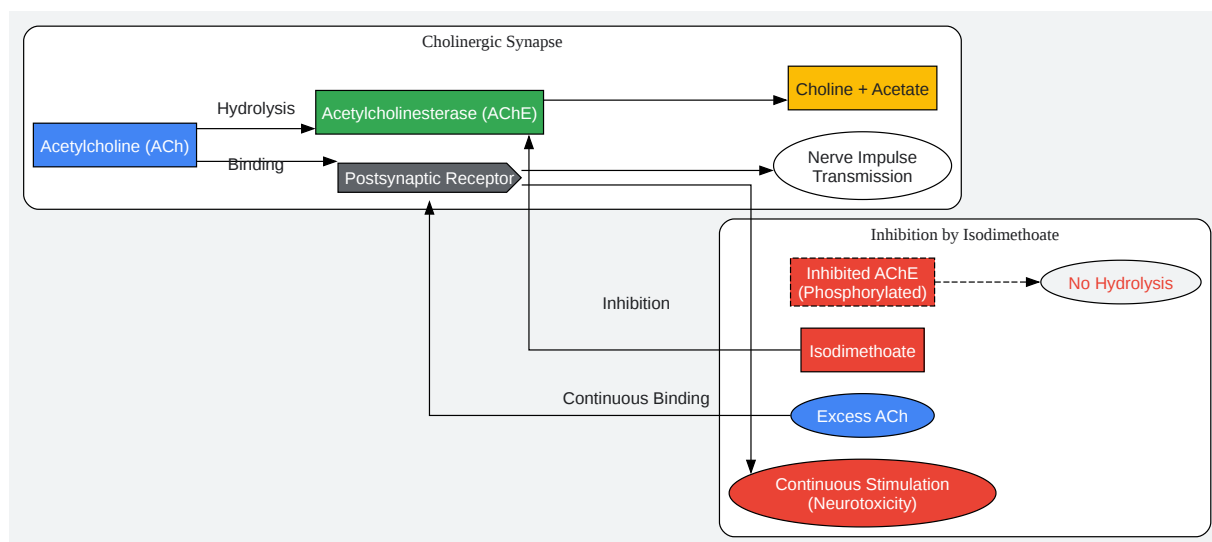 Cholinergic Synapse
Hydrolysis
Acetylcholinesterase (AChE)
Choline + Acetate
Acetylcholine (ACh)
Binding
Postsynaptic Receptor
Nerve Impulse
Transmission
Inhibition by Isodimethoate
Inhibited AChE
(Phosphorylated)
No Hydrolysis
Inhibition
Isodimethoate
Continuous Binding
Excess ACh
Continuous Stimulation
(Neurotoxicity)